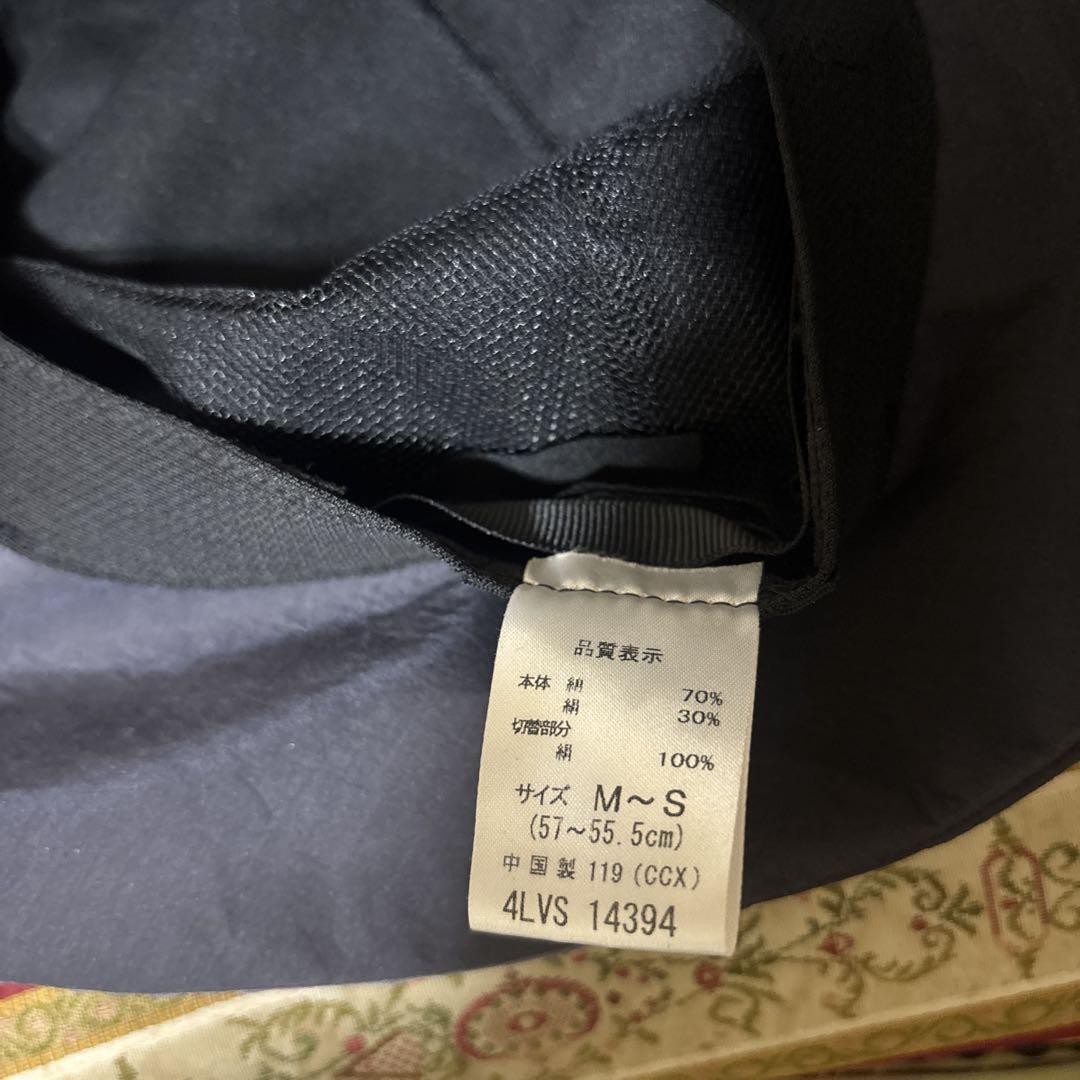 品質表示
本体 絹 70%
絹 30%
切替部分
絹 100%
サイズ M～S
(57～55.5cm)
中国製 119 (CCX)
4LVS 14394